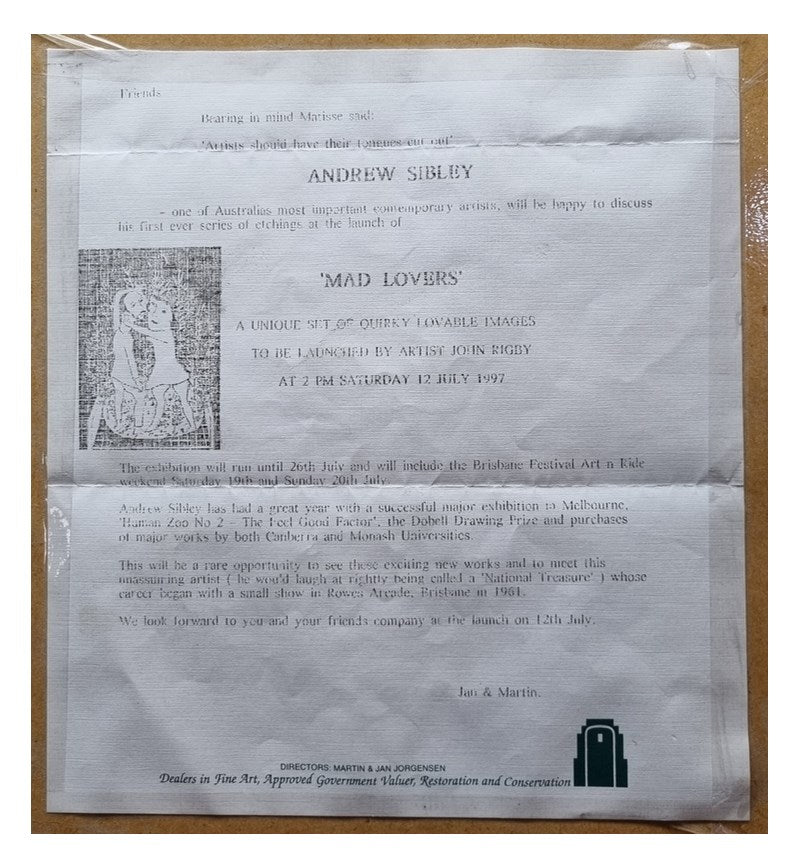 Friends
Bearing in mind Matisse said:
'Artists should have their tongues cut out'
ANDREW SIBLEY
- one of Australias most important contemporary artists, will be happy to discuss
his first ever series of etchings at the launch of
'MAD LOVERS'
A UNIQUE SET OF QUIRKY LOVABLE IMAGES
TO BE LAUNCHED BY ARTIST JOHN RIGBY
AT 2 PM SATURDAY 12 JULY 1997
The exhibition will run until 26th July and will include the Brisbane Festival Art n Ride
weekend Saturday 19th and Sunday 20th July.
Andrew Sibley has had a great year with a successful major exhibition in Melbourne,
'Human Zoo No 2 - The Feel Good Factor', the Dobell Drawing Prize and purchases
of major works by both Canberra and Monash Universities.
This will be a rare opportunity to see these exciting new works and to meet this
unassuming artist ( he would laugh at rightly being called a 'National Treasure' ) whose
career began with a small show in Rowes Arcade, Brisbane in 1961.
We look forward to you and your friends company at the launch on 12th July.
Jan & Martin.
DIRECTORS: MARTIN & JAN JORGENSEN
Dealers in Fine Art, Approved Government Valuer, Restoration and Conservation